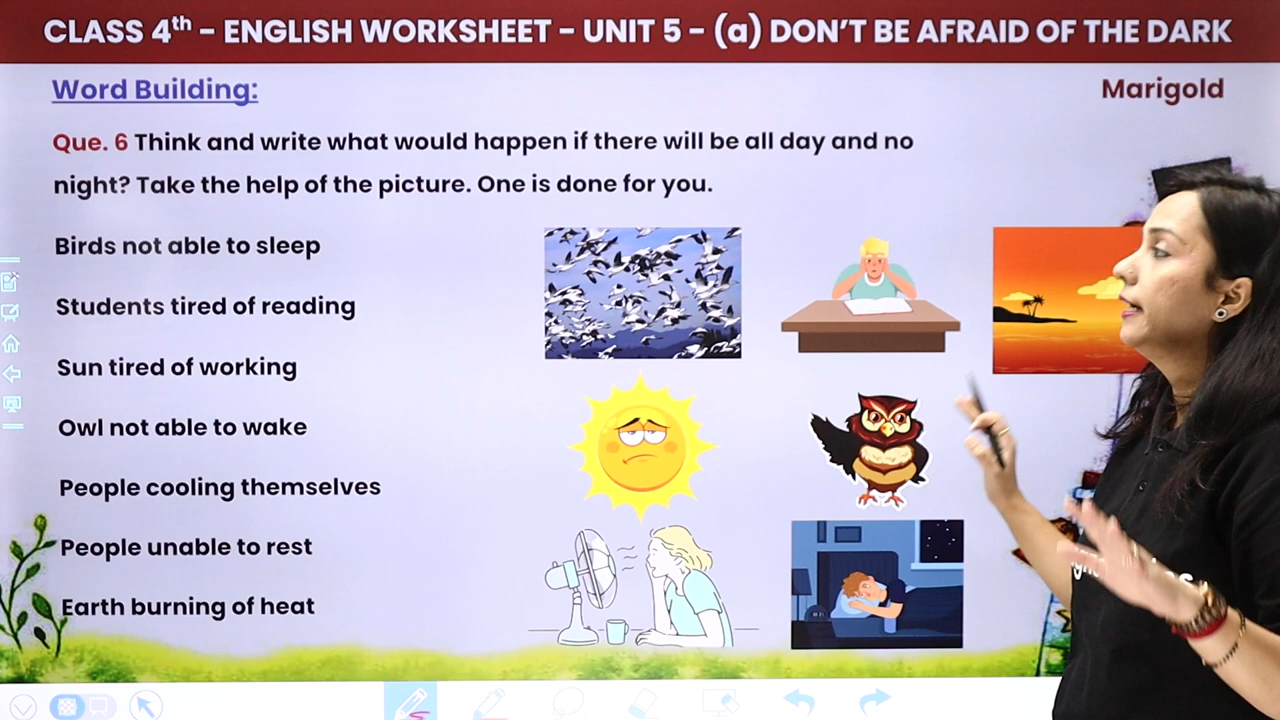 CLASS 4th – ENGLISH WORKSHEET – UNIT 5 – (a) DON'T BE AFRAID OF THE DARK
Word Building:
Marigold
Que. 6 Think and write what would happen if there will be all day and no
night? Take the help of the picture. One is done for you.
Birds not able to sleep
Students tired of reading
Sun tired of working
Owl not able to wake
People cooling themselves
People unable to rest
Earth burning of heat